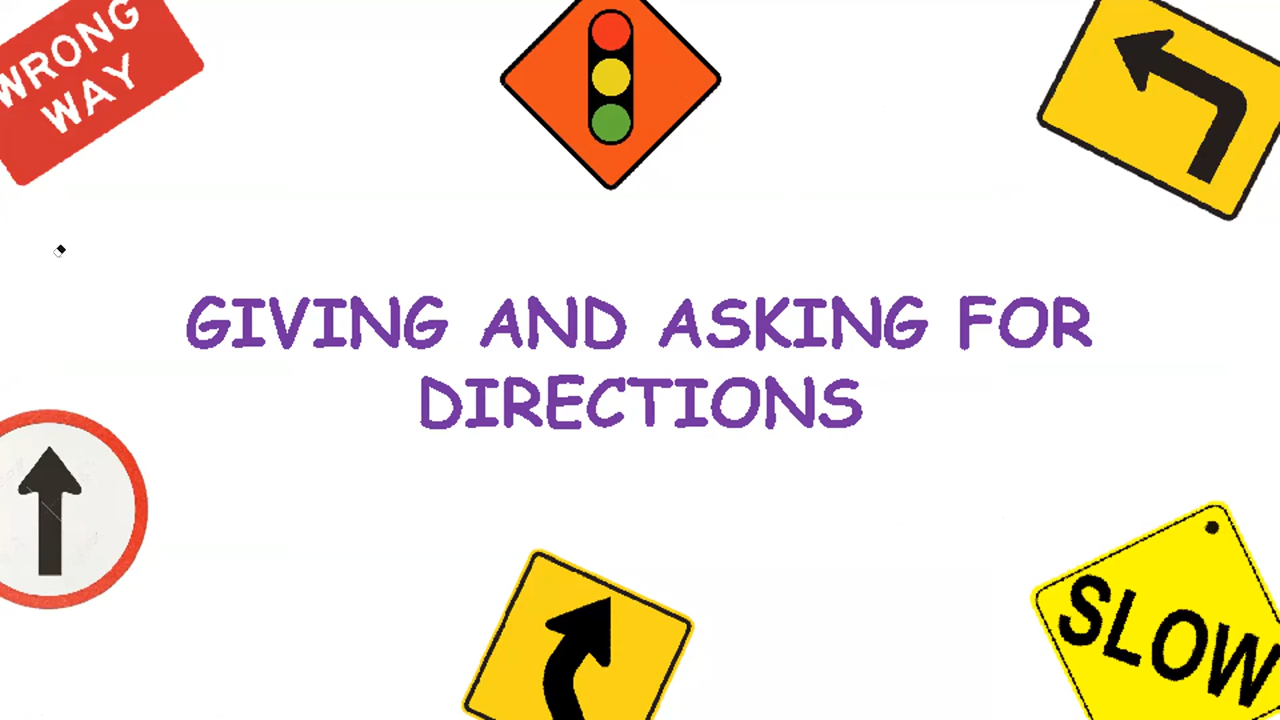 WRONG
WAY
GIVING AND ASKING FOR
DIRECTIONS
SLOW